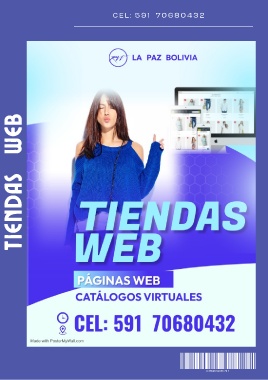 CEL: 591 70680432
LA PAZ BOLIVIA
TIENDAS WEB
TIENDAS
WEB
PÁGINAS WEB
CATÁLOGOS VIRTUALES
CEL: 591 70680432
Made with PosterMyWall.com